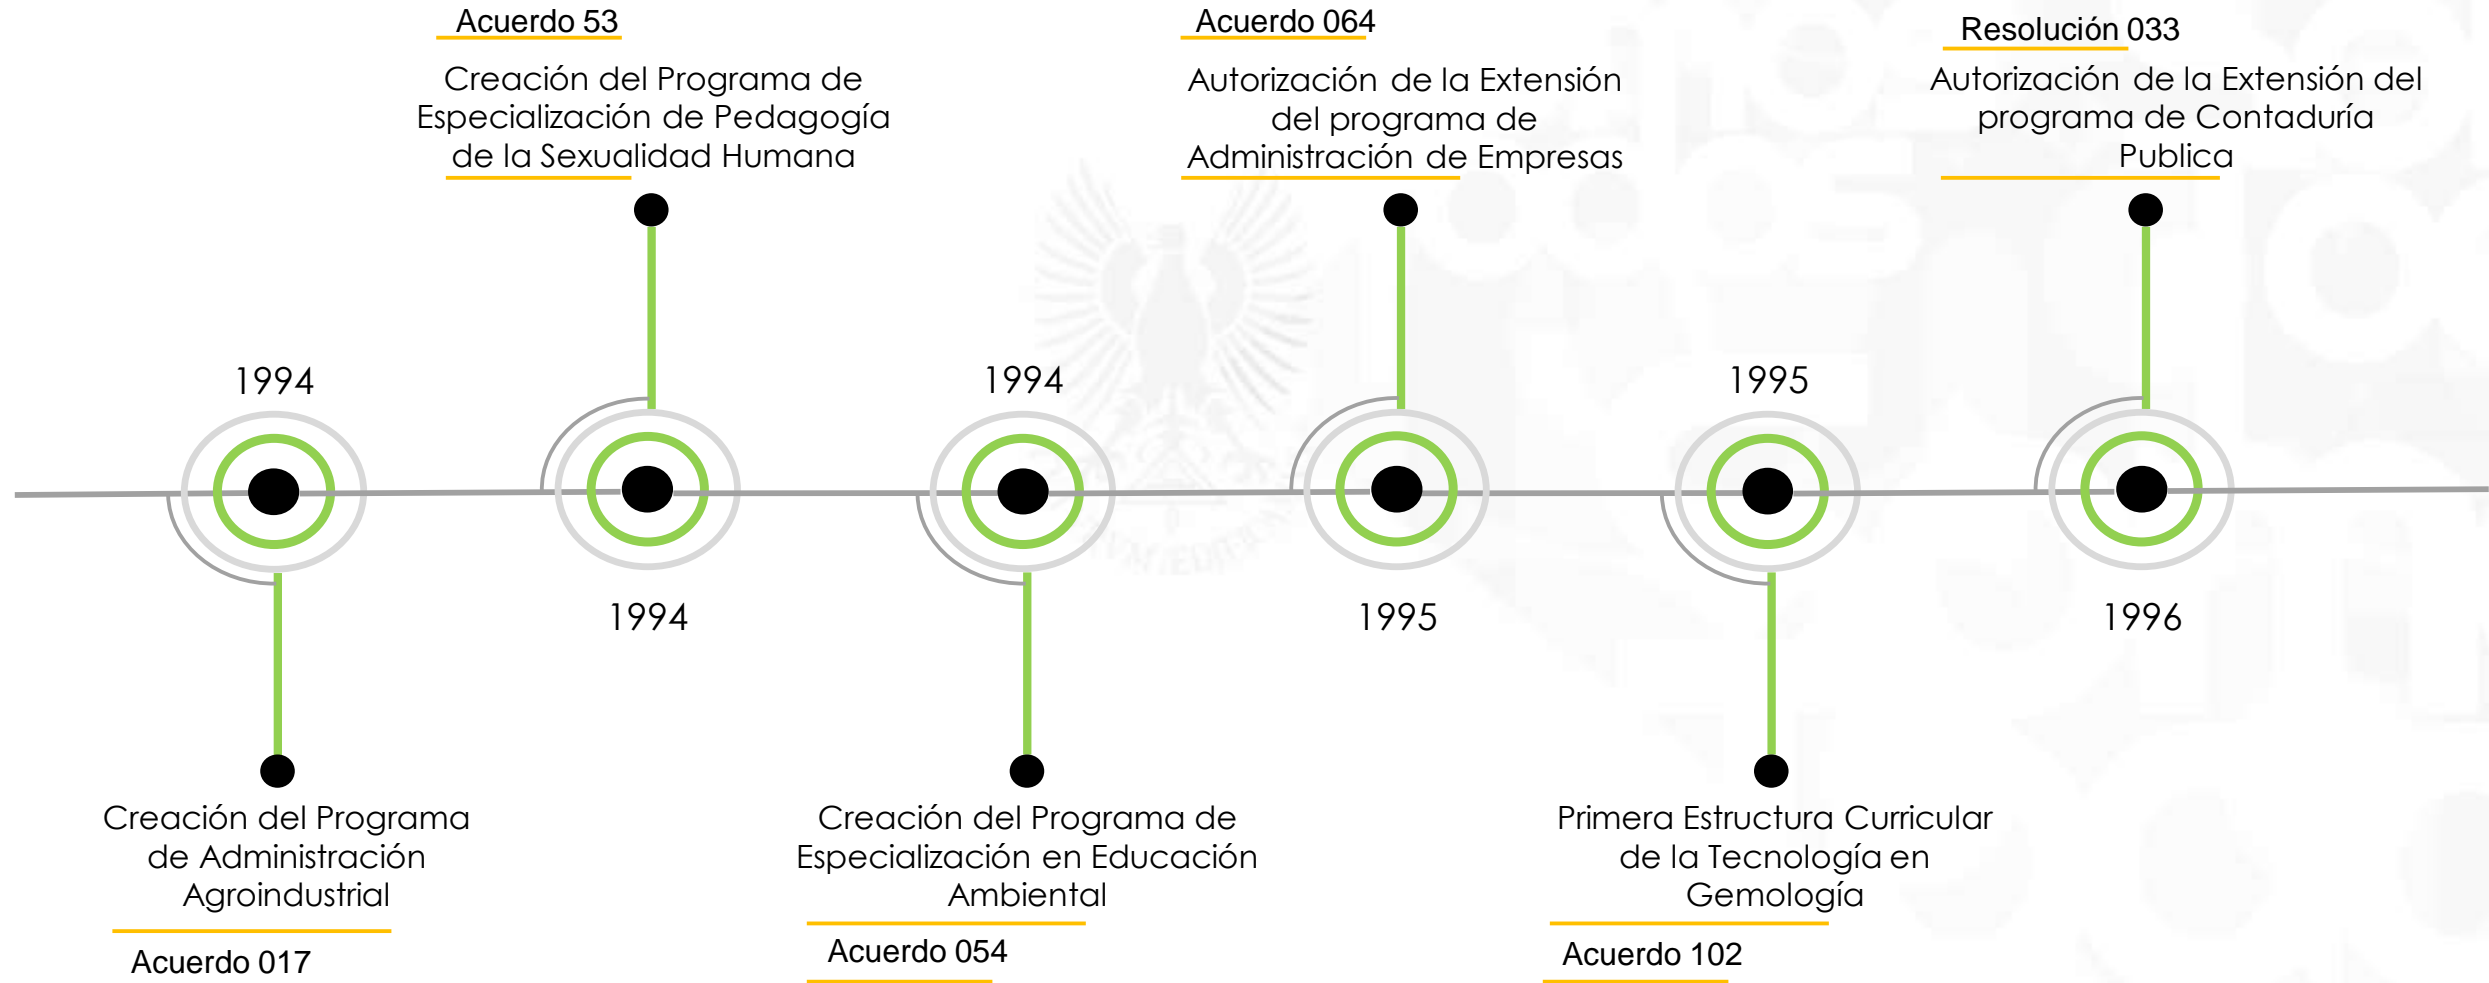 Acuerdo 53
Creación del Programa de
Especialización de Pedagogía
de la Sexualidad Humana
Acuerdo 064
Autorización de la Extensión
del programa de
Administración de Empresas
Resolución 033
Autorización de la Extensión del
programa de Contaduría
Publica
1994
1994
1994
1995
1995
1996
Creación del Programa
de Administración
Agroindustrial
Acuerdo 017
Creación del Programa de
Especialización en Educación
Ambiental
Acuerdo 054
Primera Estructura Curricular
de la Tecnología en
Gemología
Acuerdo 102